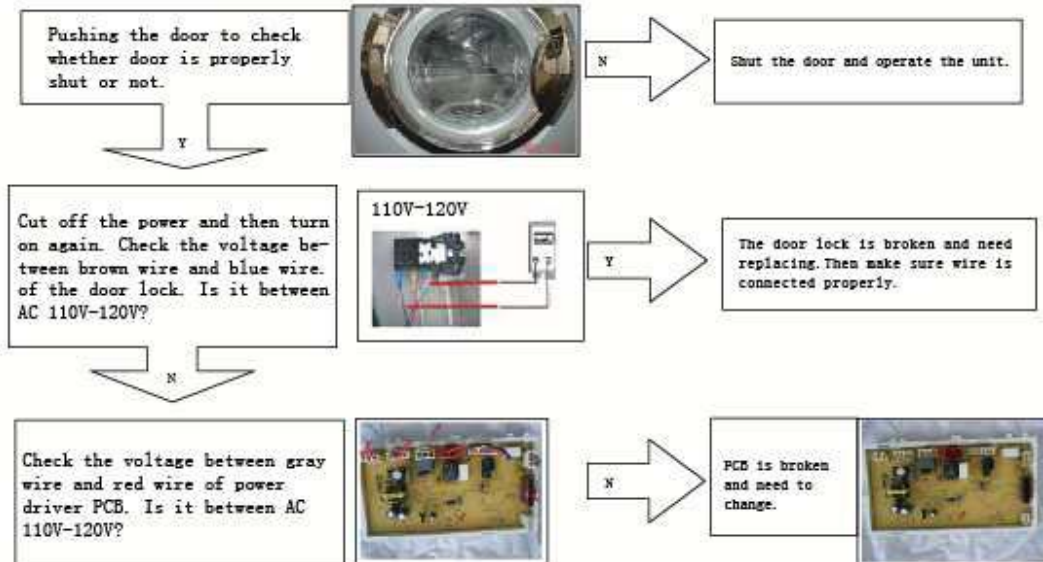 Pushing the door to check
whether door is properly
shut or not.
N
Shut the door and operate the unit.
Y
Cut off the power and then turn
on again. Check the voltage be-
tween brown wire and blue wire.
of the door lock. Is it between
AC 110V-120V?
110V-120V
Y
The door lock is broken and need
replacing.Then make sure wire is
connected properly.
N
Check the voltage between gray
wire and red wire of power
driver PCB. Is it between AC
110V-120V?
N
PCB is broken
and need to
change.